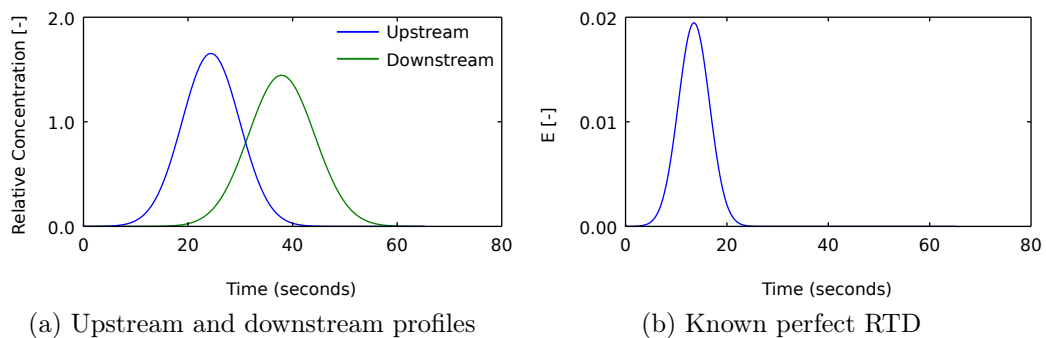 2.0
1.0
0.0
0
20
40
60
80
Relative Concentration [-]
Time (seconds)
Upstream
Downstream
(a) Upstream and downstream profiles
0.02
0.01
0.00
0
20
40
60
80
E [-]
Time (seconds)
(b) Known perfect RTD